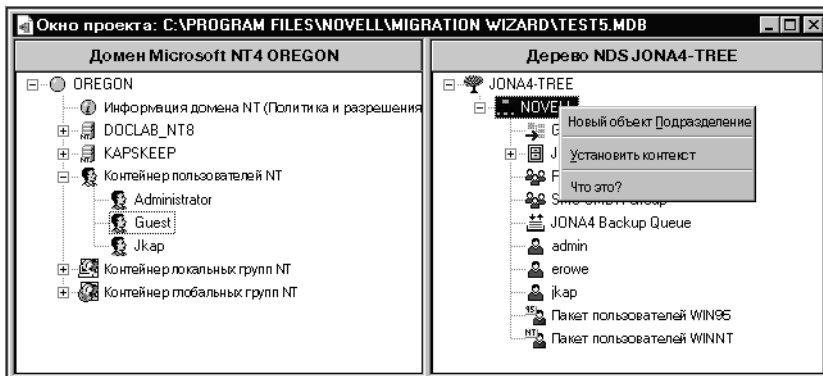 Окно проекта: C:\PROGRAM FILES\NOVELL\MIGRATION WIZARD\TEST5.MDB
Домен Microsoft NT4 OREGON
OREGON
Информация домена NT (Политика и разрешения
DOCLAB_NT8
KAPSKEEP
Контейнер пользователей NT
Administrator
Guest
Jkap
Контейнер локальных групп NT
Контейнер глобальных групп NT
Дерево NDS JONA4-TREE
JONA4-TREE
NOVELL
Новый объект Подразделение
Установить контекст
Что это?
JONA4 Backup Queue
admin
erowe
jkap
Пакет пользователей WIN95
Пакет пользователей WINNT